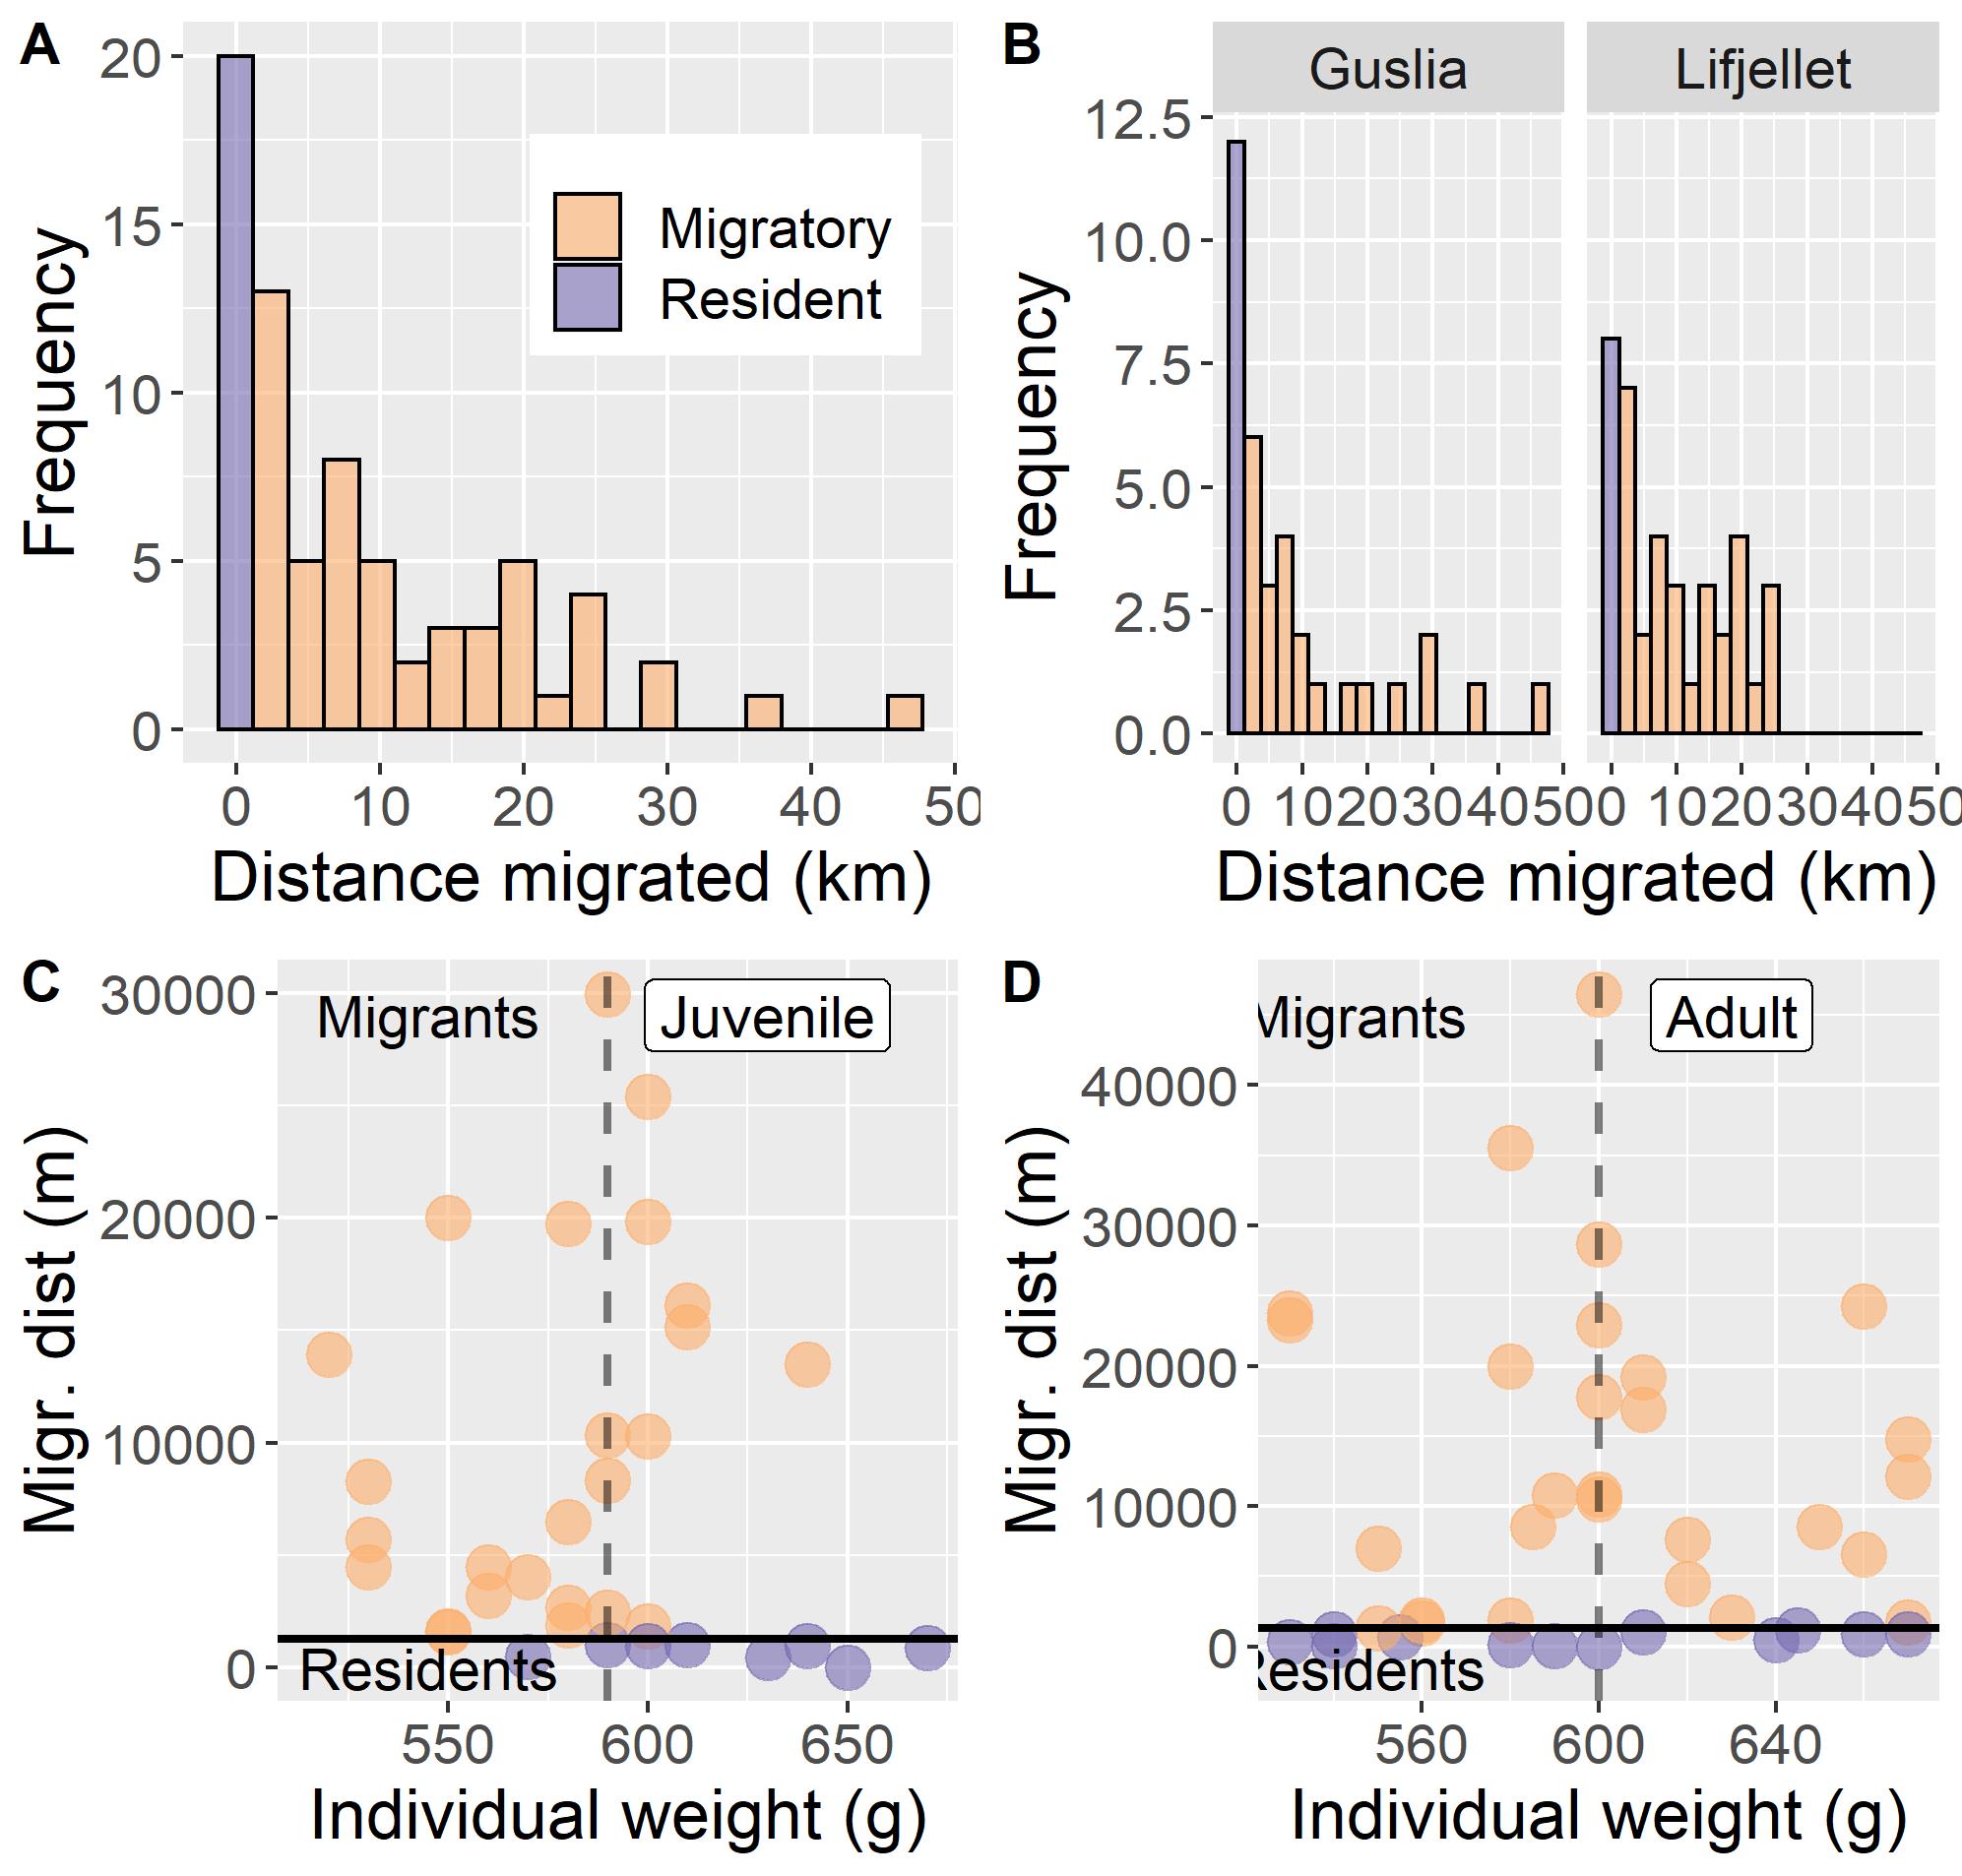 A
20
15
10
5
0
Frequency
Migratory
Resident
0 10 20 30 40 50
Distance migrated (km)
B
Guslia Lifjellet
12.5
10.0
7.5
5.0
2.5
0.0
Frequency
0 10 20 30 40 50 0 10 20 30 40 50
Distance migrated (km)
C
30000
20000
10000
0
Migr. dist (m)
Migrants
Juvenile
Residents
550 600 650
Individual weight (g)
D
40000
30000
20000
10000
0
Migr. dist (m)
Migrants
Adult
Residents
560 600 640
Individual weight (g)